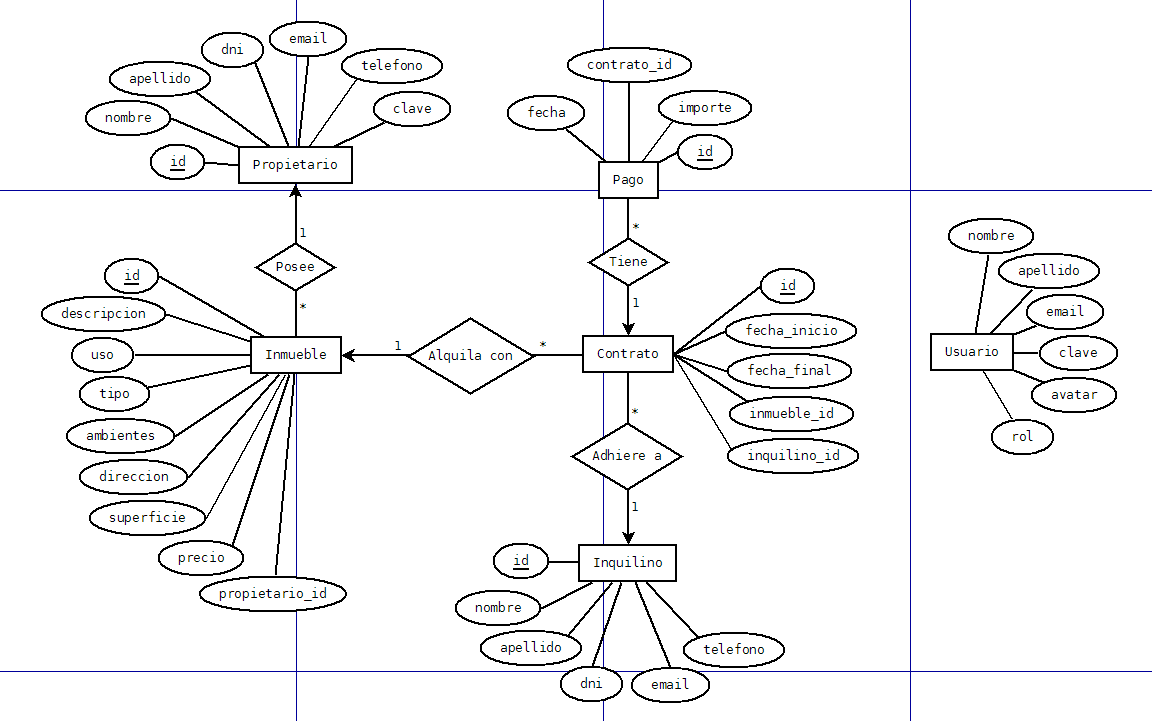 email
dni
telefono
apellido
clave
nombre
id
Propietario
contrato_id
fecha
importe
id
Pago
1
Posee
*
*
Tiene
1
id
descripcion
uso
tipo
ambientes
direccion
superficie
precio
propietario_id
Inmueble
1
Alquila con
*
Contrato
id
fecha_inicio
fecha_final
inmueble_id
inquilino_id
*
Adhiere a
1
Inquilino
id
nombre
apellido
dni
email
telefono
nombre
apellido
email
Usuario
clave
avatar
rol